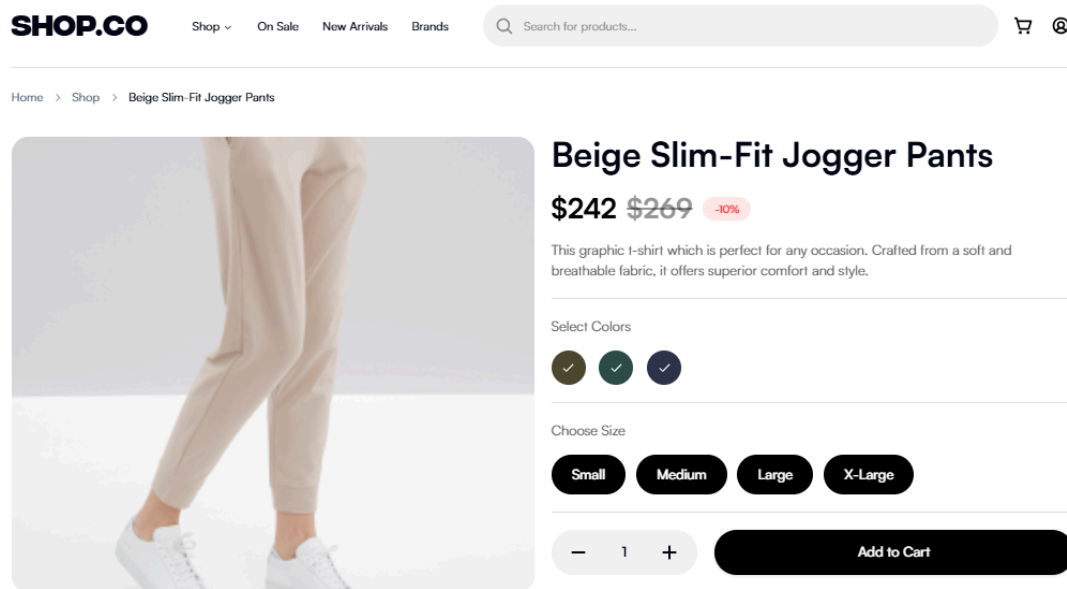 SHOP.CO
Shop On Sale New Arrivals Brands Search for products...
Home > Shop > Beige Slim-Fit Jogger Pants
Beige Slim-Fit Jogger Pants
$242 $269 -10%
This graphic t-shirt which is perfect for any occasion. Crafted from a soft and
breathable fabric, it offers superior comfort and style.
Select Colors
Choose Size
Small Medium Large X-Large
1 Add to Cart